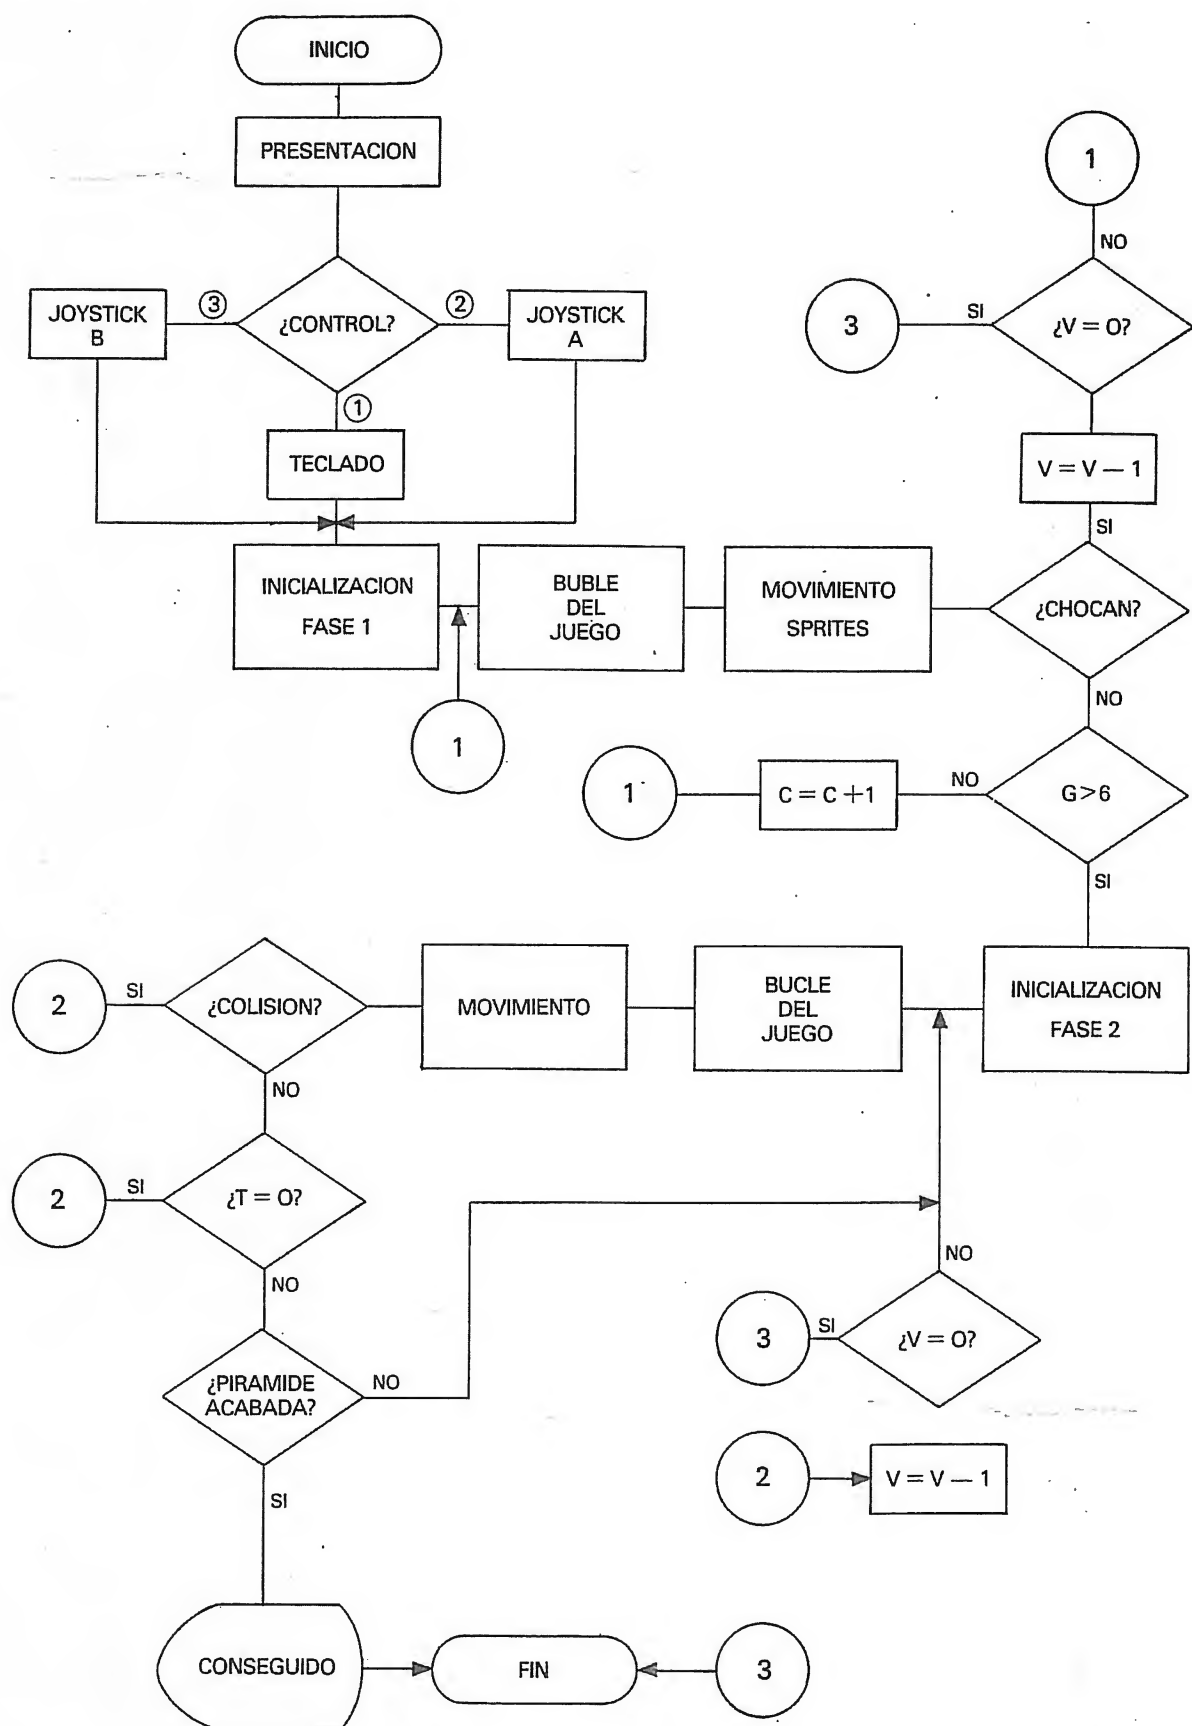 INICIO
PRESENTACION
1
NO
3
SI
¿V = O?
JOYSTICK
B
3
¿CONTROL?
2
JOYSTICK
A
1
TECLADO
V = V — 1
SI
INICIALIZACION
FASE 1
BUBLE
DEL
JUEGO
MOVIMIENTO
SPRITES
¿CHOCAN?
NO
1
1
C = C +1
NO
G>6
SI
2
SI
¿COLISION?
MOVIMIENTO
BUCLE
DEL
JUEGO
INICIALIZACION
FASE 2
NO
2
SI
¿T = O?
NO
NO
3
SI
¿V = O?
¿PIRAMIDE
ACABADA?
NO
2
V = V — 1
SI
CONSEGUIDO
FIN
3